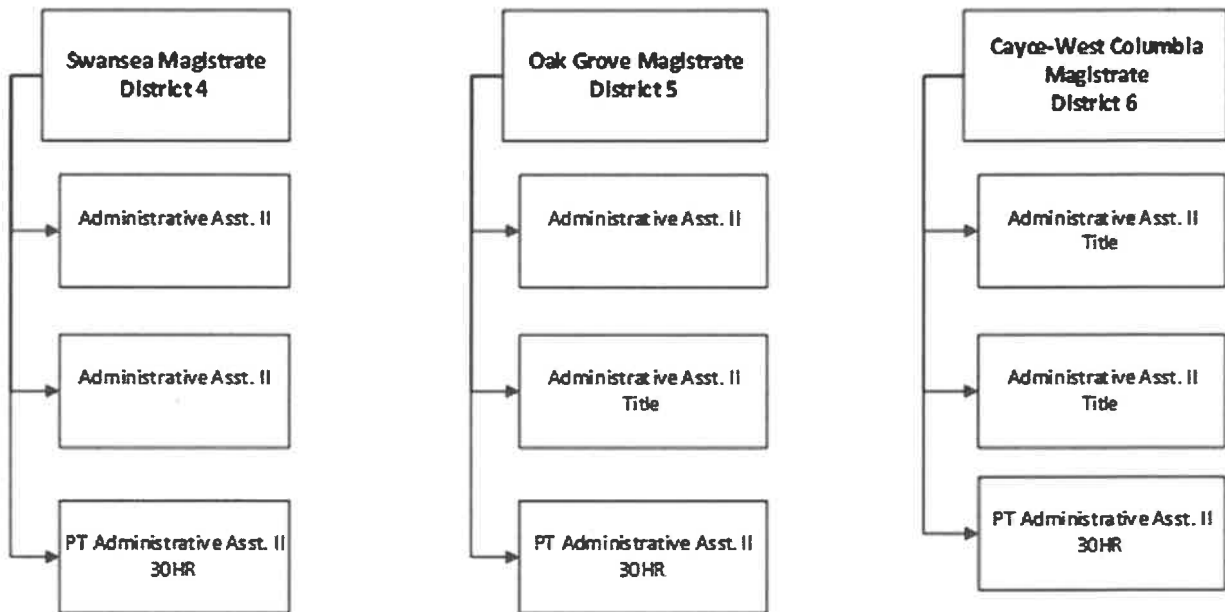 Swansea Magistrate
District 4
Administrative Asst. II
Administrative Asst. II
PT Administrative Asst. II
30HR
Oak Grove Magistrate
District 5
Administrative Asst. II
Administrative Asst. II
Title
PT Administrative Asst. II
30HR
Cayce-West Columbia
Magistrate
District 6
Administrative Asst. II
Title
Administrative Asst. II
Title
PT Administrative Asst. II
30HR